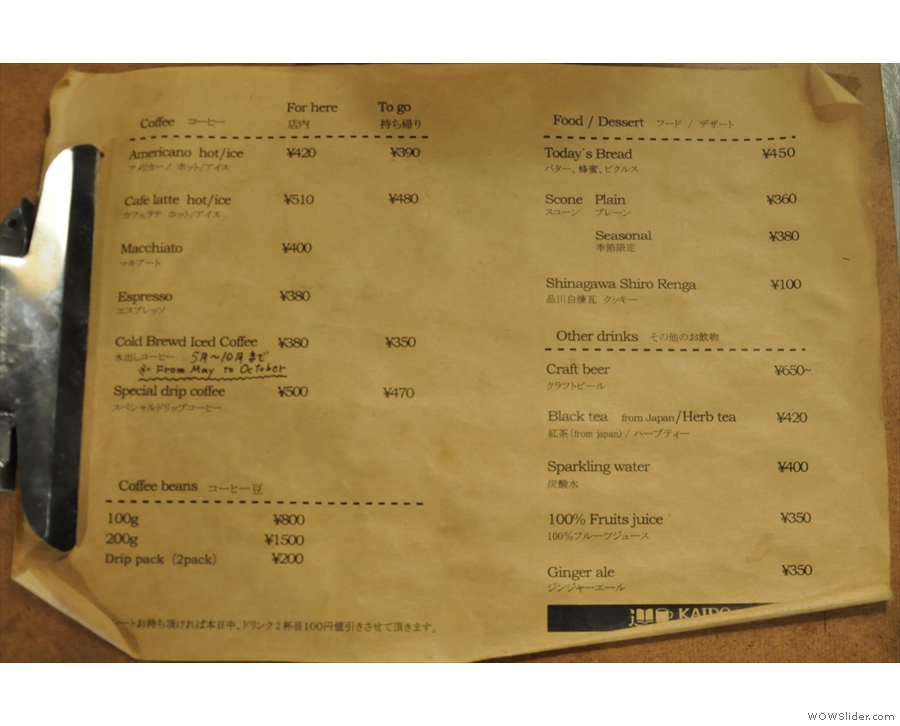 Coffee コーヒー For here To go
店内 持ち帰り
Americano hot/ice ¥420 ¥390
アメリカーノ ホット/アイス
Cafe latte hot/ice ¥510 ¥480
カフェラテ ホット/アイス
Macchiato ¥400
マキアート
Espresso ¥380
エスプレッソ
Cold Brewd Iced Coffee ¥380 ¥350
水出しコーヒー 5月〜10月まで
※ From May to October
Special drip coffee ¥500 ¥470
スペシャルドリップコーヒー
Coffee beans コーヒー豆
100g ¥800
200g ¥1500
Drip pack (2pack) ¥200
ートお持ち頂ければ本日中、ドリンク2杯目100円値引きさせて頂きます。
Food / Dessert フード / デザート
Today`s Bread ¥450
バター、蜂蜜、ピクルス
Scone Plain ¥360
スコーン プレーン
Seasonal ¥380
季節限定
Shinagawa Shiro Renga ¥100
品川白煉瓦 クッキー
Other drinks その他のお飲物
Craft beer ¥650~
クラフトビール
Black tea from Japan/Herb tea ¥420
紅茶(from japan) / ハーブティー
Sparkling water ¥400
炭酸水
100% Fruits juice ¥350
100%フルーツジュース
Ginger ale ¥350
ジンジャーエール
KAIDO
WOWSlider.com